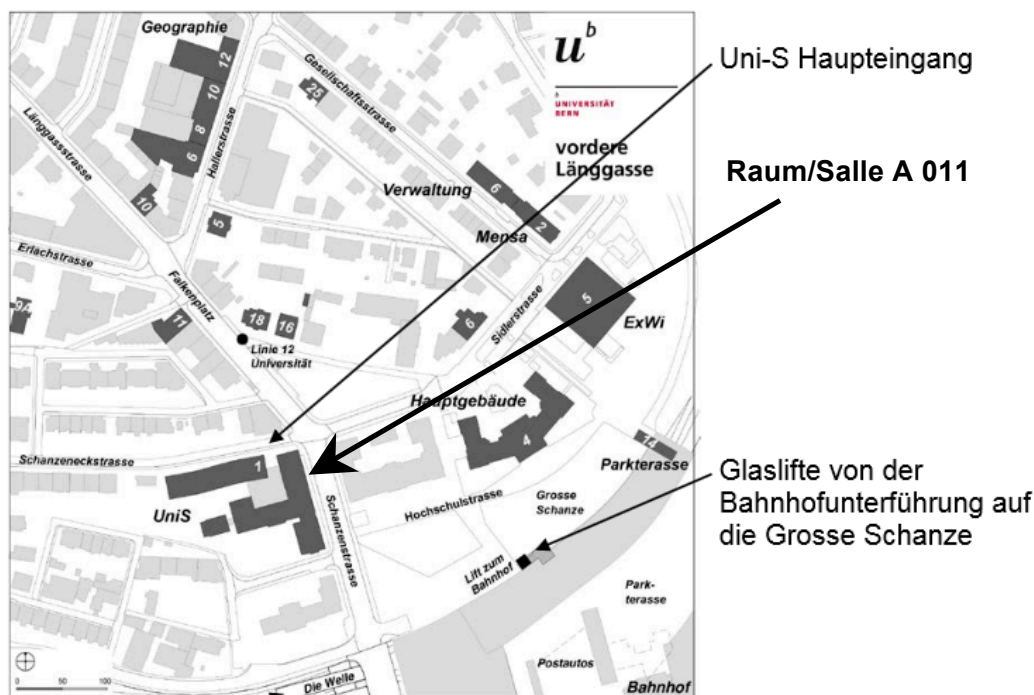 Geographie
12
10
8
6
10
25
Gesellschaftsstrasse
Länggassstrasse
Hallerstrasse
u^b
b
UNIVERSITÄT
BERN
vordere
Länggasse
Uni-S Haupteingang
Raum/Salle A 011
Verwaltung
6
2
Mensa
5
Erlachstrasse
Falkenplatz
9A
11
18
16
Linie 12
Universität
6
Sidlerstrasse
5
ExWi
Hauptgebäude
4
14
Parkterasse
Schanzeneckstrasse
1
UniS
Schanzenstrasse
Hochschulstrasse
Grosse
Schanze
Lift zum
Bahnhof
Glaslifte von der
Bahnhofunterführung auf
die Grosse Schanze
Park-
terasse
Postautos
Bahnhof
Die Welle
0
50
100